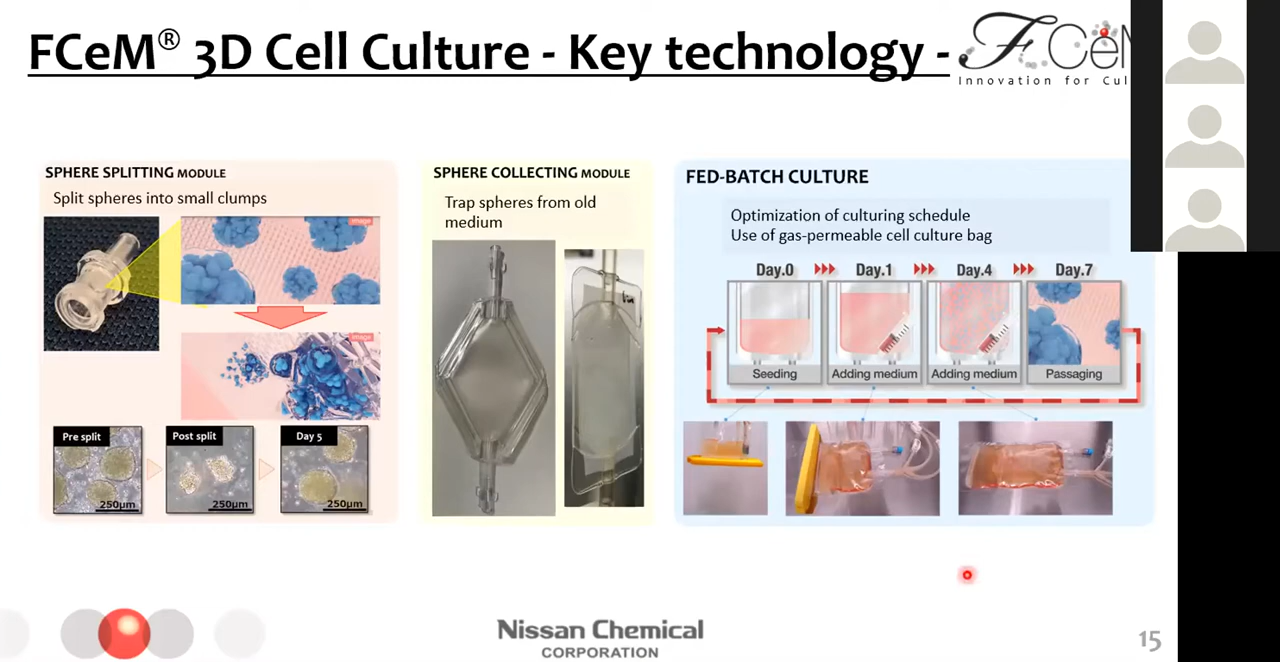 FCeM® 3D Cell Culture - Key technology -
F.CeM
Innovation for Cul
SPHERE SPLITTING MODULE
Split spheres into small clumps
image
image
Pre split
Post split
Day 5
250μm
250μm
250μm
SPHERE COLLECTING MODULE
Trap spheres from old
medium
FED-BATCH CULTURE
Optimization of culturing schedule
Use of gas-permeable cell culture bag
Day.0
Day.1
Day.4
Day.7
Seeding
Adding medium
Adding medium
Passaging
Nissan Chemical
CORPORATION
15